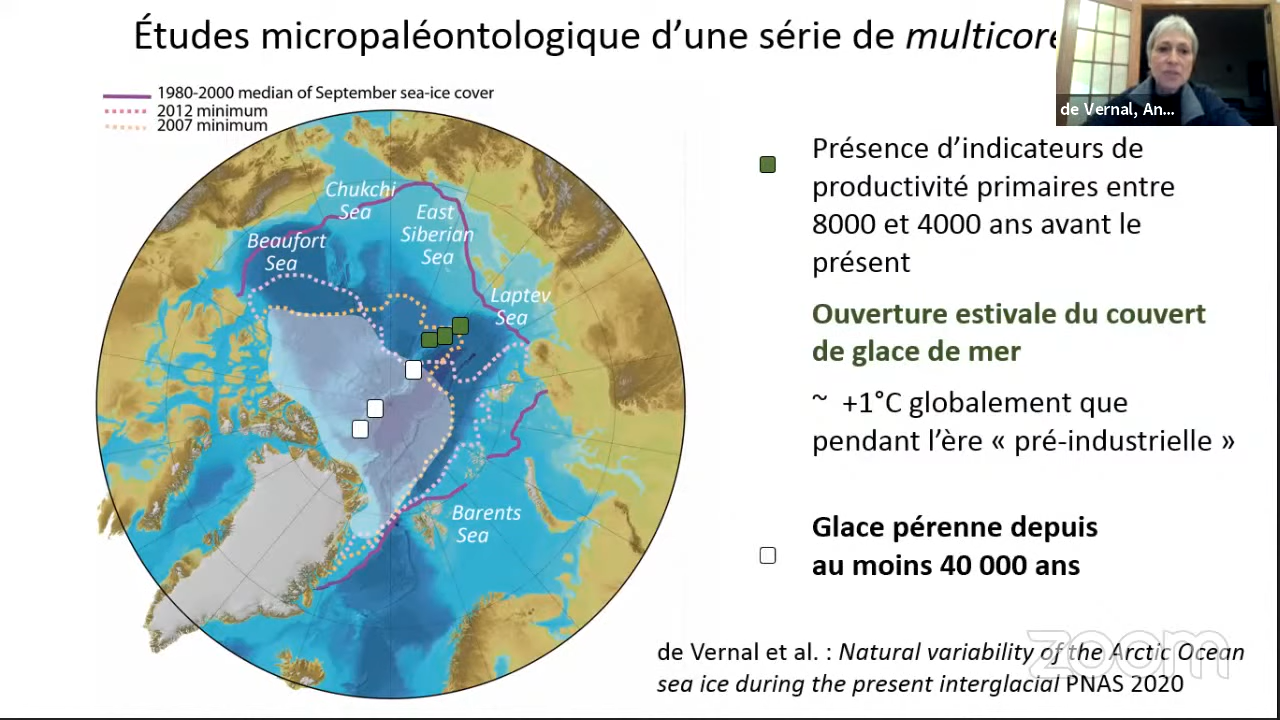 Études micropaléontologique d’une série de multicore
de Vernal, An...
1980-2000 median of September sea-ice cover
2012 minimum
2007 minimum
Chukchi
Sea
East
Siberian
Sea
Beaufort
Sea
Laptev
Sea
Barents
Sea
Présence d’indicateurs de
productivité primaires entre
8000 et 4000 ans avant le
présent
Ouverture estivale du couvert
de glace de mer
~ +1°C globalement que
pendant l’ère « pré-industrielle »
Glace pérenne depuis
au moins 40 000 ans
de Vernal et al. : Natural variability of the Arctic Ocean
sea ice during the present interglacial PNAS 2020
zoom